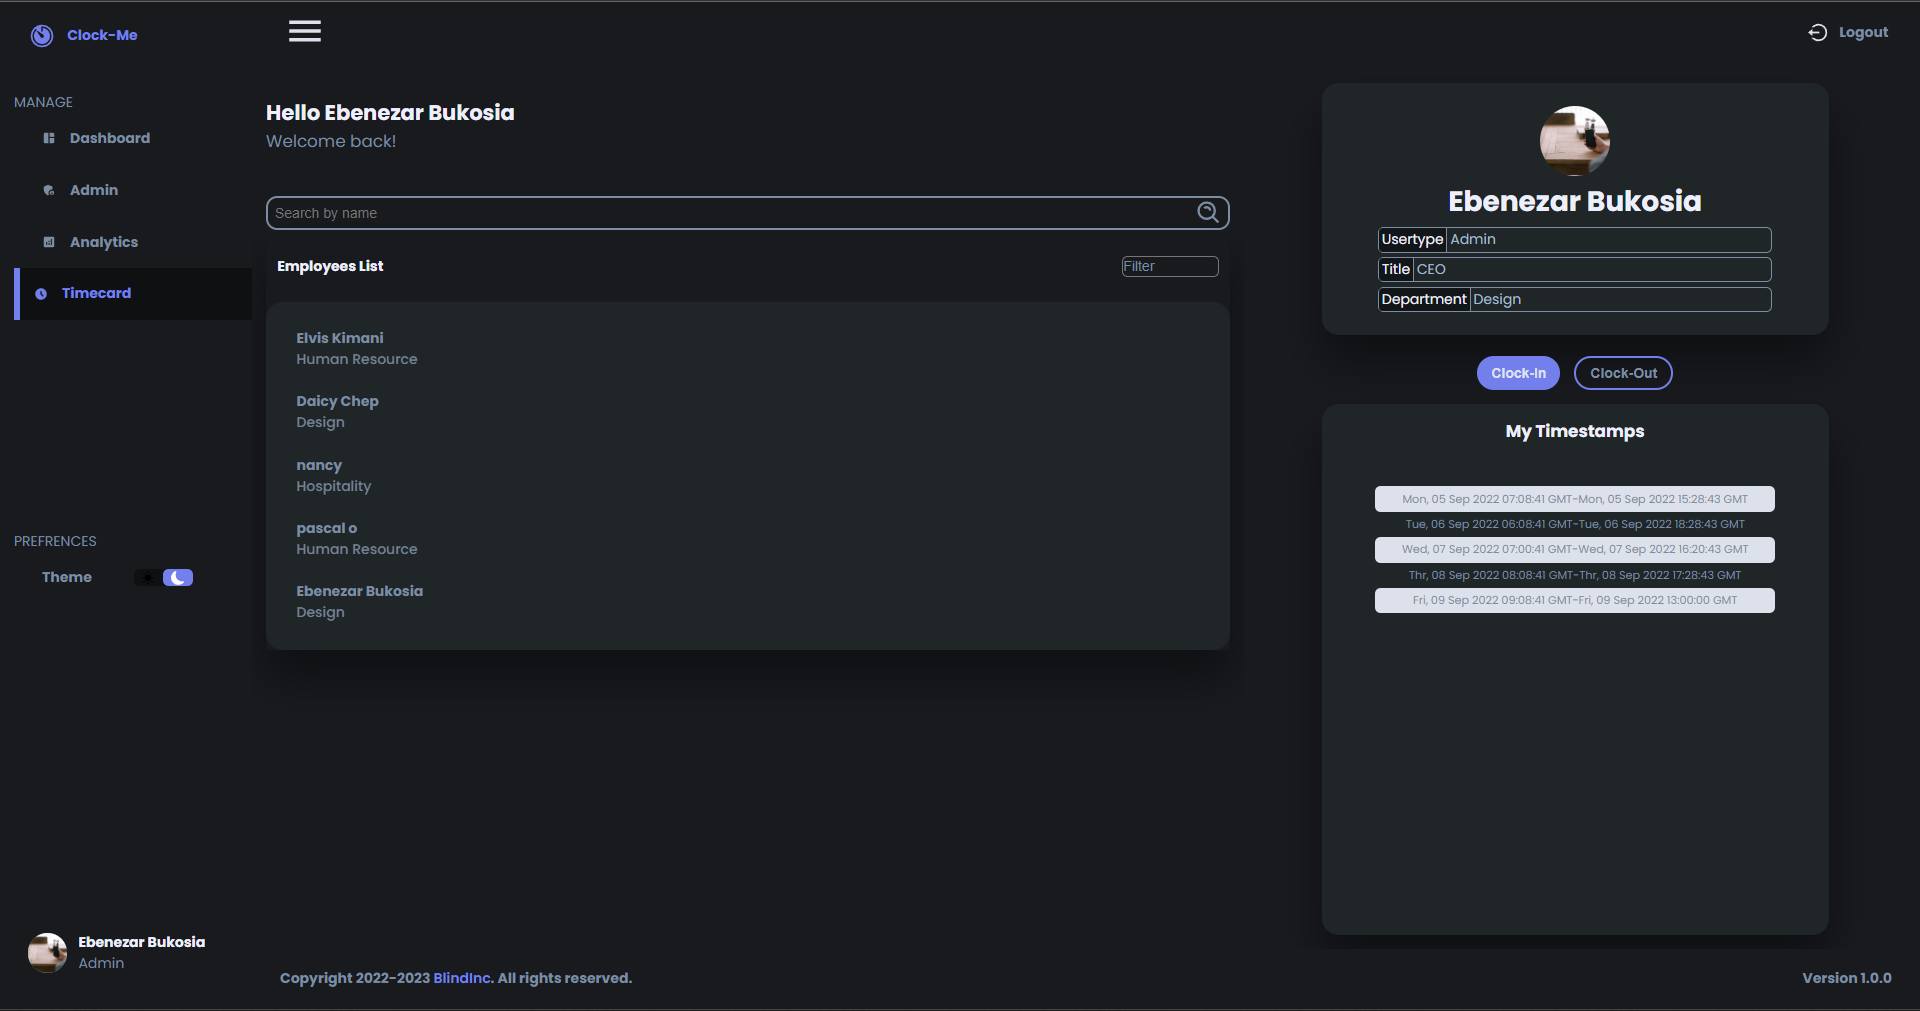 Clock-Me
Logout
MANAGE
Dashboard
Admin
Analytics
Timecard
PREFRENCES
Theme
Ebenezar Bukosia
Admin
Hello Ebenezar Bukosia
Welcome back!
Search by name
Employees List
Filter
Elvis Kimani
Human Resource
Daicy Chep
Design
nancy
Hospitality
pascal o
Human Resource
Ebenezar Bukosia
Design
Ebenezar Bukosia
Usertype Admin
Title CEO
Department Design
Clock-In Clock-Out
My Timestamps
Mon, 05 Sep 2022 07:08:41 GMT-Mon, 05 Sep 2022 15:28:43 GMT
Tue, 06 Sep 2022 06:08:41 GMT-Tue, 06 Sep 2022 18:28:43 GMT
Wed, 07 Sep 2022 07:00:41 GMT-Wed, 07 Sep 2022 16:20:43 GMT
Thr, 08 Sep 2022 08:08:41 GMT-Thr, 08 Sep 2022 17:28:43 GMT
Fri, 09 Sep 2022 09:08:41 GMT-Fri, 09 Sep 2022 13:00:00 GMT
Copyright 2022-2023 BlindInc. All rights reserved.
Version 1.0.0